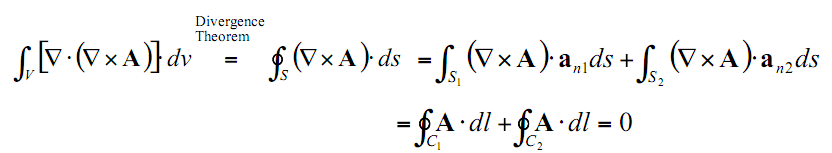 Divergence
Theorem
∫_V [∇·(∇×A)]·dv = ∮_S (∇×A)·ds = ∫_{S_1} (∇×A)·a_{n1}ds + ∫_{S_2} (∇×A)·a_{n2}ds
= ∮_{C_1} A·dl + ∮_{C_2} A·dl = 0